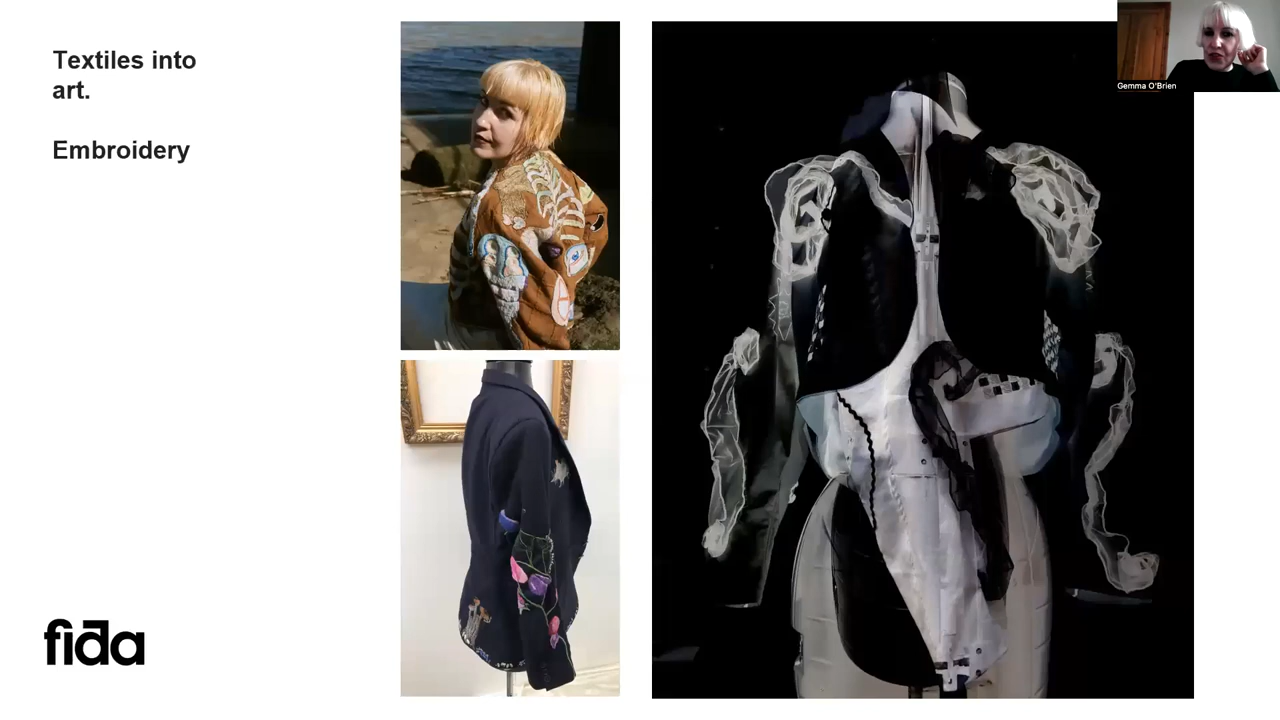 Textiles into
art.
Embroidery
fida
Gemma O'Brien